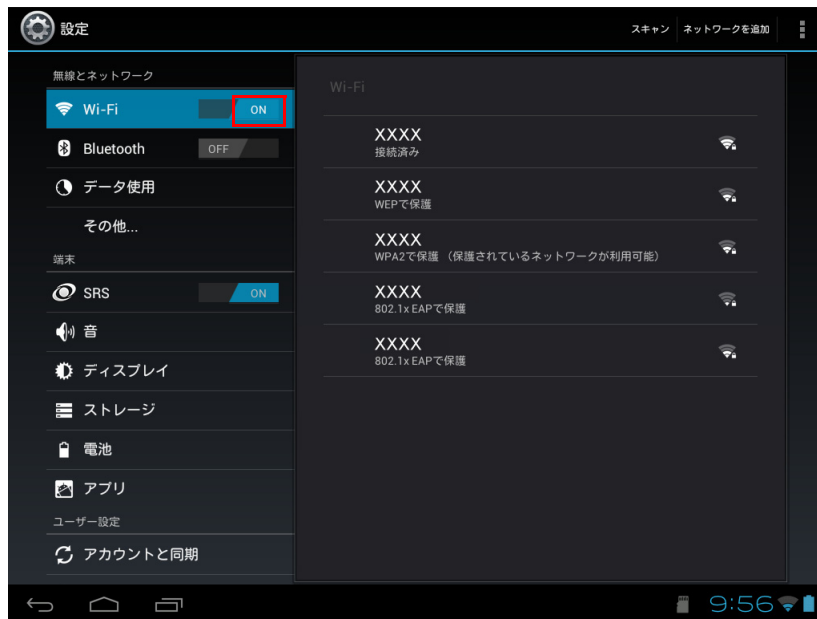 設定
スキャン
ネットワークを追加
無線とネットワーク
Wi-Fi ON
Bluetooth OFF
データ使用
その他...
端末
SRS ON
音
ディスプレイ
ストレージ
電池
アプリ
ユーザー設定
アカウントと同期
Wi-Fi
XXXX
接続済み
XXXX
WEPで保護
XXXX
WPA2で保護 （保護されているネットワークが利用可能）
XXXX
802.1x EAPで保護
XXXX
802.1x EAPで保護
9:56